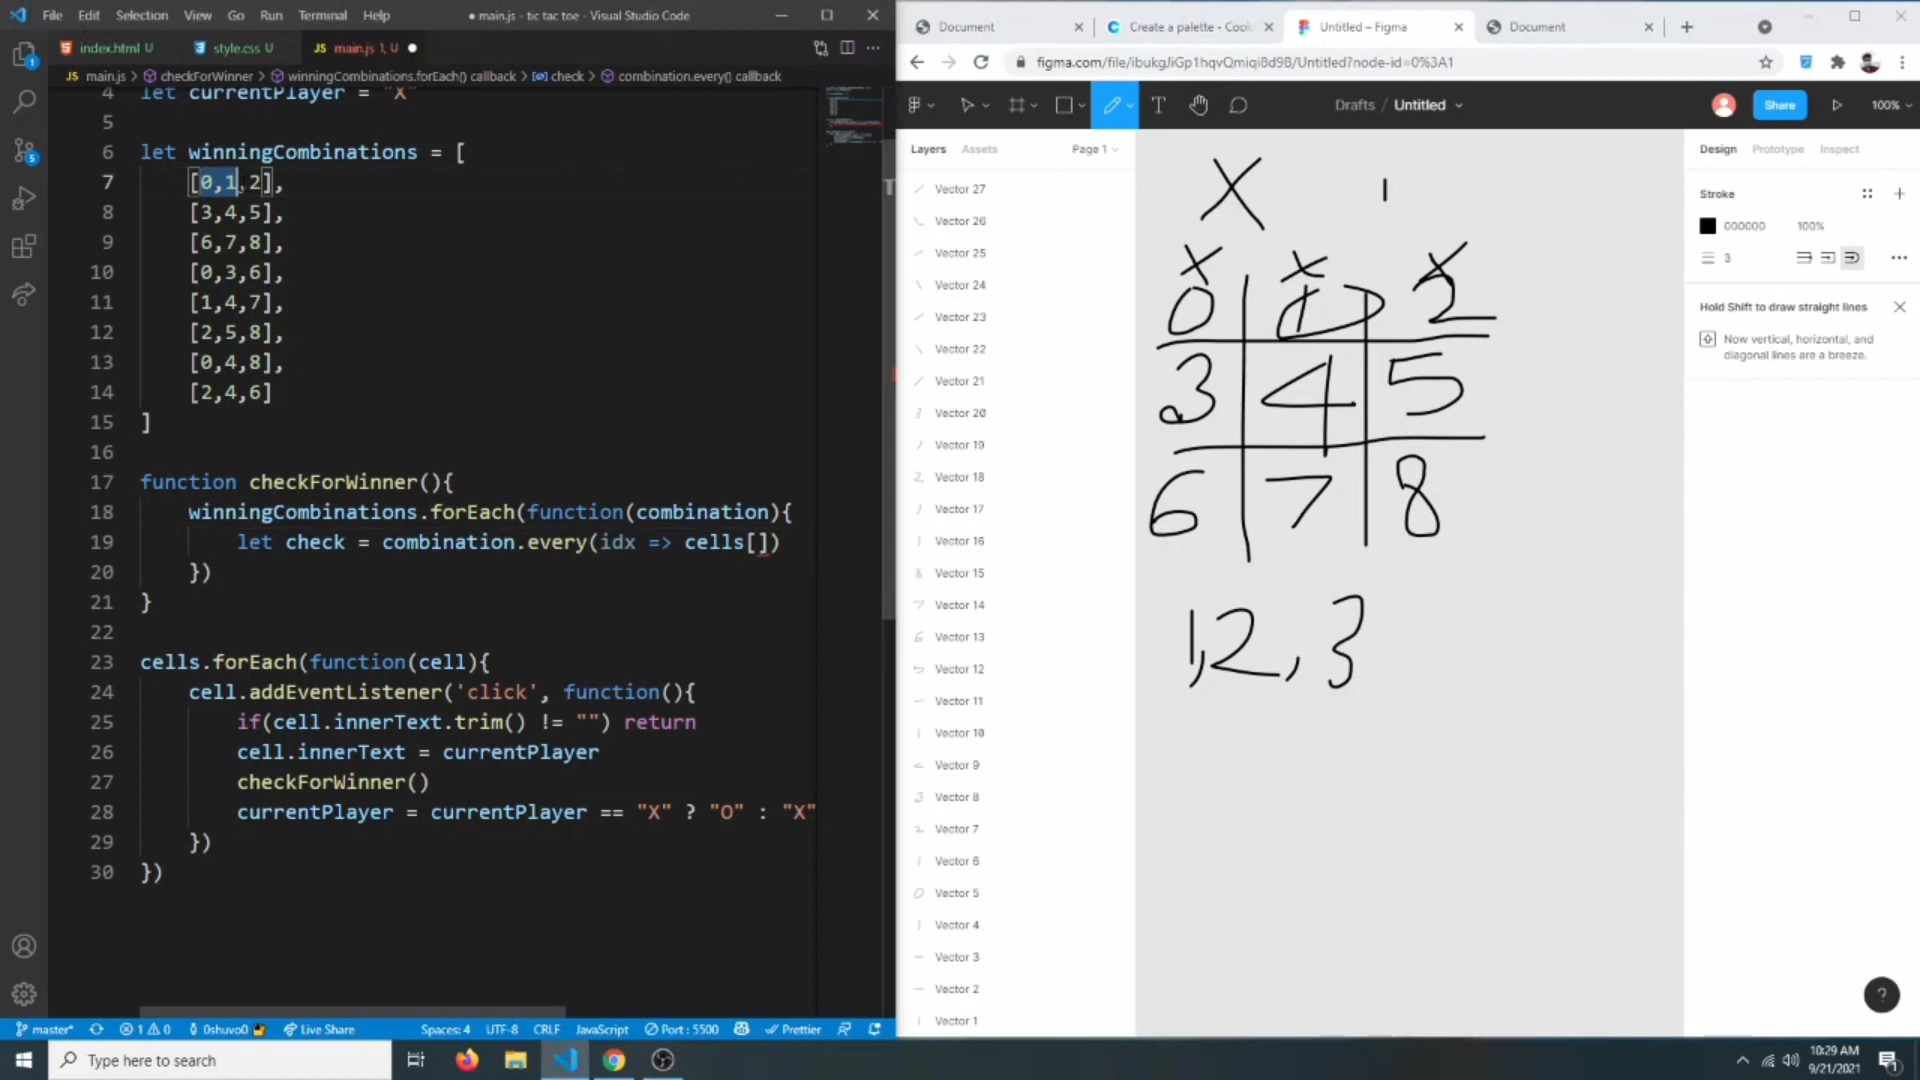 File Edit Selection View Go Run Terminal Help
● main.js - tic tac toe - Visual Studio Code
index.html U style.css U main.js 1, U
main.js > checkForWinner > winningCombinations.forEach() callback > check > combination.every() callback
4 let currentPlayer = "X"
5
6 let winningCombinations = [
7 [0,1,2],
8 [3,4,5],
9 [6,7,8],
10 [0,3,6],
11 [1,4,7],
12 [2,5,8],
13 [0,4,8],
14 [2,4,6]
15 ]
16
17 function checkForWinner(){
18 winningCombinations.forEach(function(combination){
19 let check = combination.every(idx => cells[])
20 })
21 }
22
23 cells.forEach(function(cell){
24 cell.addEventListener('click', function(){
25 if(cell.innerText.trim() != "") return
26 cell.innerText = currentPlayer
27 checkForWinner()
28 currentPlayer = currentPlayer == "X" ? "O" : "X"
29 })
30 })
master* 1 0 0shuvo0 Live Share Spaces: 4 UTF-8 CRLF JavaScript Port : 5500 Prettier
Document Create a palette - Cool Untitled – Figma Document
figma.com/file/ibukgJiGp1hqvQmiqi8d9B/Untitled?node-id=0%3A1
Drafts / Untitled Share 100%
Layers Assets Page 1
Vector 27
Vector 26
Vector 25
Vector 24
Vector 23
Vector 22
Vector 21
Vector 20
Vector 19
Vector 18
Vector 17
Vector 16
Vector 15
Vector 14
Vector 13
Vector 12
Vector 11
Vector 10
Vector 9
Vector 8
Vector 7
Vector 6
Vector 5
Vector 4
Vector 3
Vector 2
Vector 1
X
X X X
0 1 2
3 4 5
6 7 8
1,2,3
Design Prototype Inspect
Stroke
000000 100%
3
Hold Shift to draw straight lines
Now vertical, horizontal, and
diagonal lines are a breeze.
?
Type here to search
10:29 AM
9/21/2021